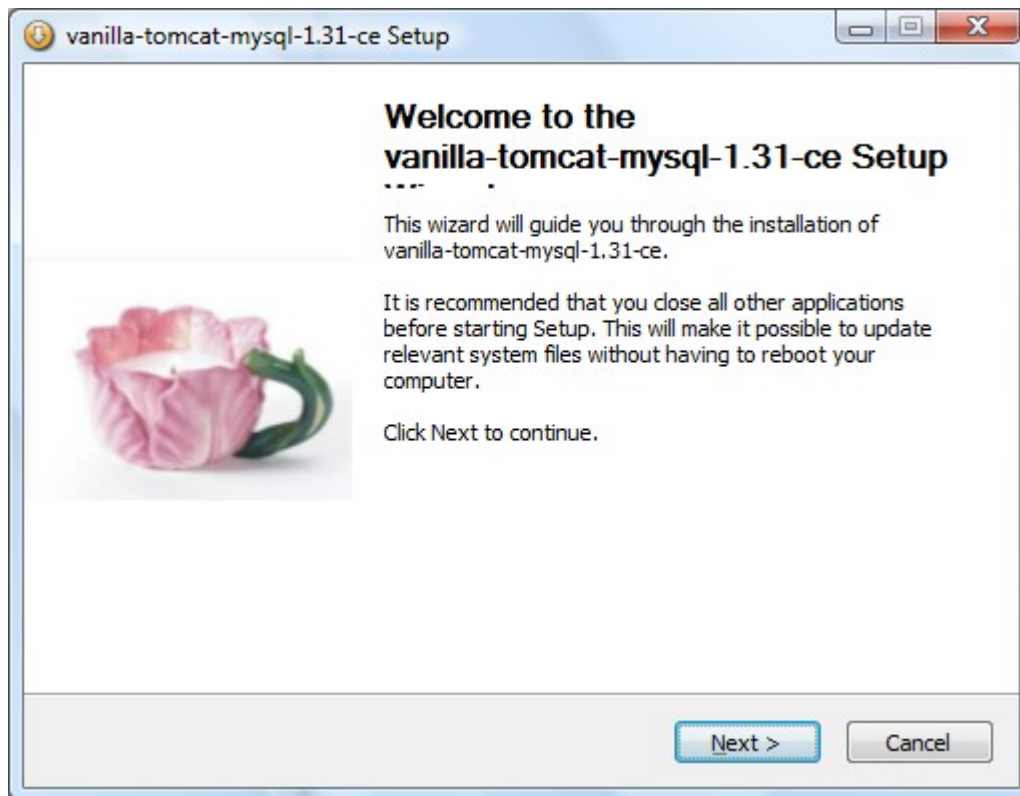 vanilla-tomcat-mysql-1.31-ce Setup
Welcome to the
vanilla-tomcat-mysql-1.31-ce Setup
This wizard will guide you through the installation of
vanilla-tomcat-mysql-1.31-ce.
It is recommended that you close all other applications
before starting Setup. This will make it possible to update
relevant system files without having to reboot your
computer.
Click Next to continue.
Next >
Cancel